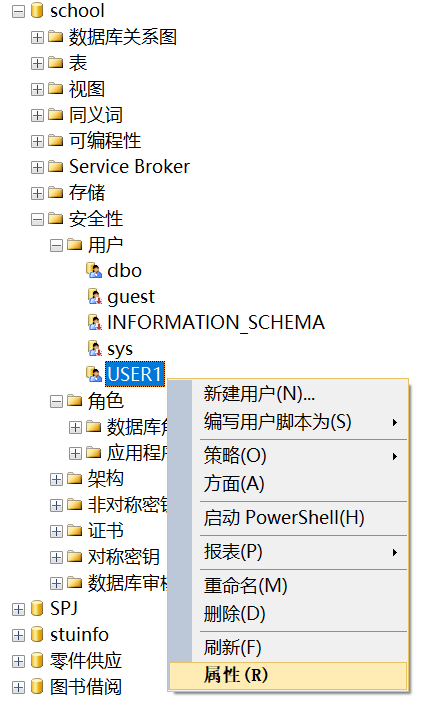 school
数据库关系图
表
视图
同义词
可编程性
Service Broker
存储
安全性
用户
dbo
guest
INFORMATION_SCHEMA
sys
USER1
新建用户(N)...
角色
编写用户脚本为(S)
数据库角
策略(O)
应用程序
方面(A)
架构
非对称密钥
启动 PowerShell(H)
证书
报表(P)
对称密钥
重命名(M)
数据库审核
删除(D)
SPJ
stuinfo
刷新(F)
零件供应
属性(R)
图书借阅